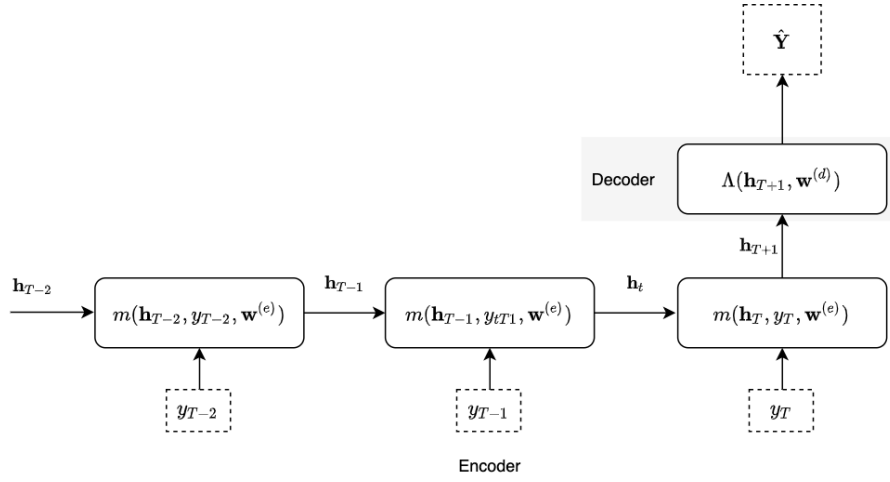 Ŷ
Decoder
Λ(h_{T+1}, w^{(d)})
h_{T+1}
h_{T−2}
h_{T−1}
h_t
m(h_{T−2}, y_{T−2}, w^{(e)})
m(h_{T−1}, y_{tT1}, w^{(e)})
m(h_T, y_T, w^{(e)})
y_{T−2}
y_{T−1}
y_T
Encoder